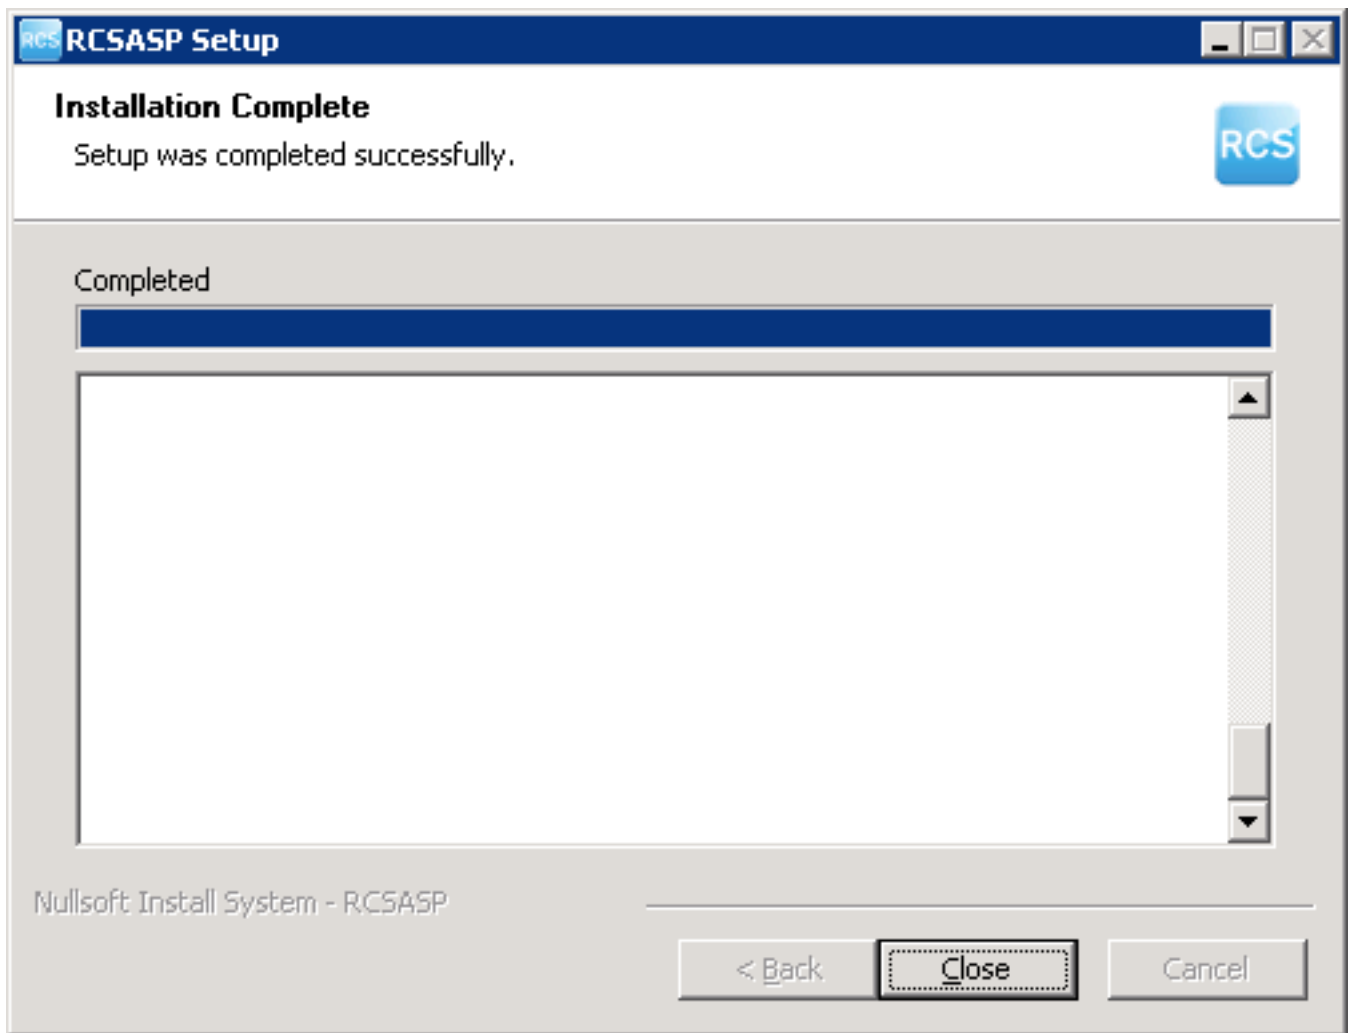 RCS RCSASP Setup
Installation Complete
Setup was completed successfully.
RCS
Completed
Nullsoft Install System - RCSASP
< Back Close Cancel